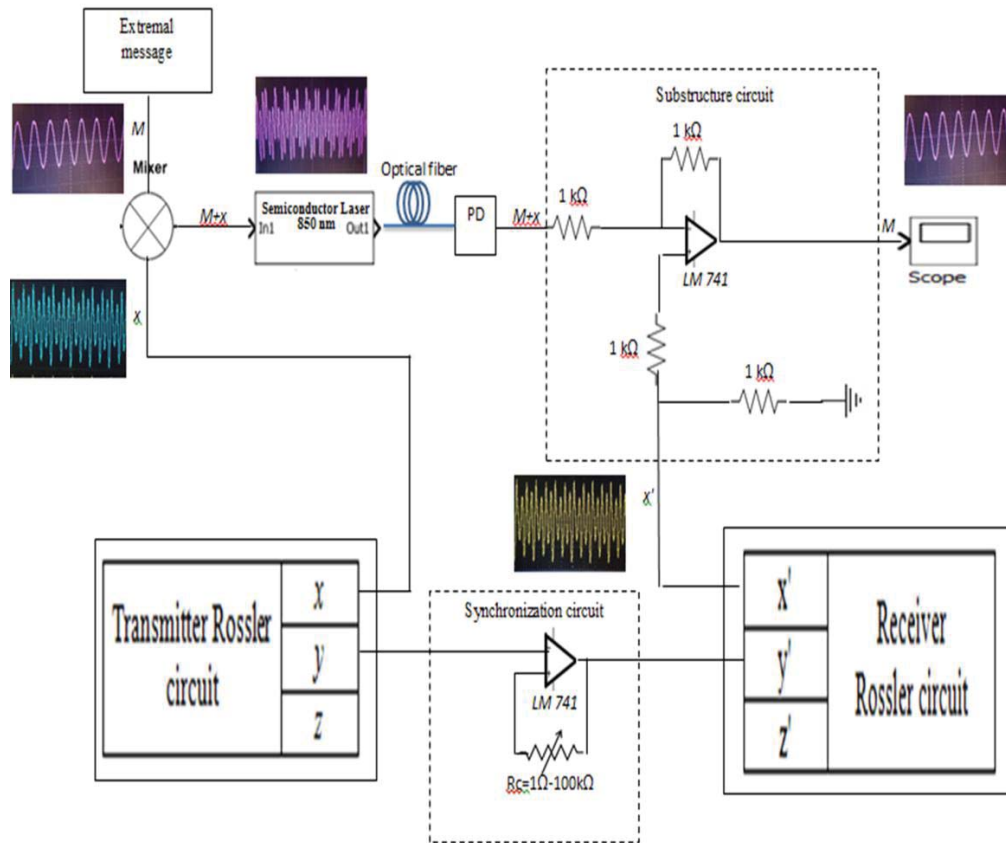 Extremal
message
M
Mixer
M+x
Semiconductor Laser
850 nm
In1
Out1
Optical fiber
PD
M+x
Substructure circuit
1 kΩ
1 kΩ
LM 741
1 kΩ
1 kΩ
M
Scope
x
x'
Transmitter Rossler
circuit
x
y
z
Synchronization circuit
LM 741
Rc=1Ω-100kΩ
x'
y'
z'
Receiver
Rossler circuit